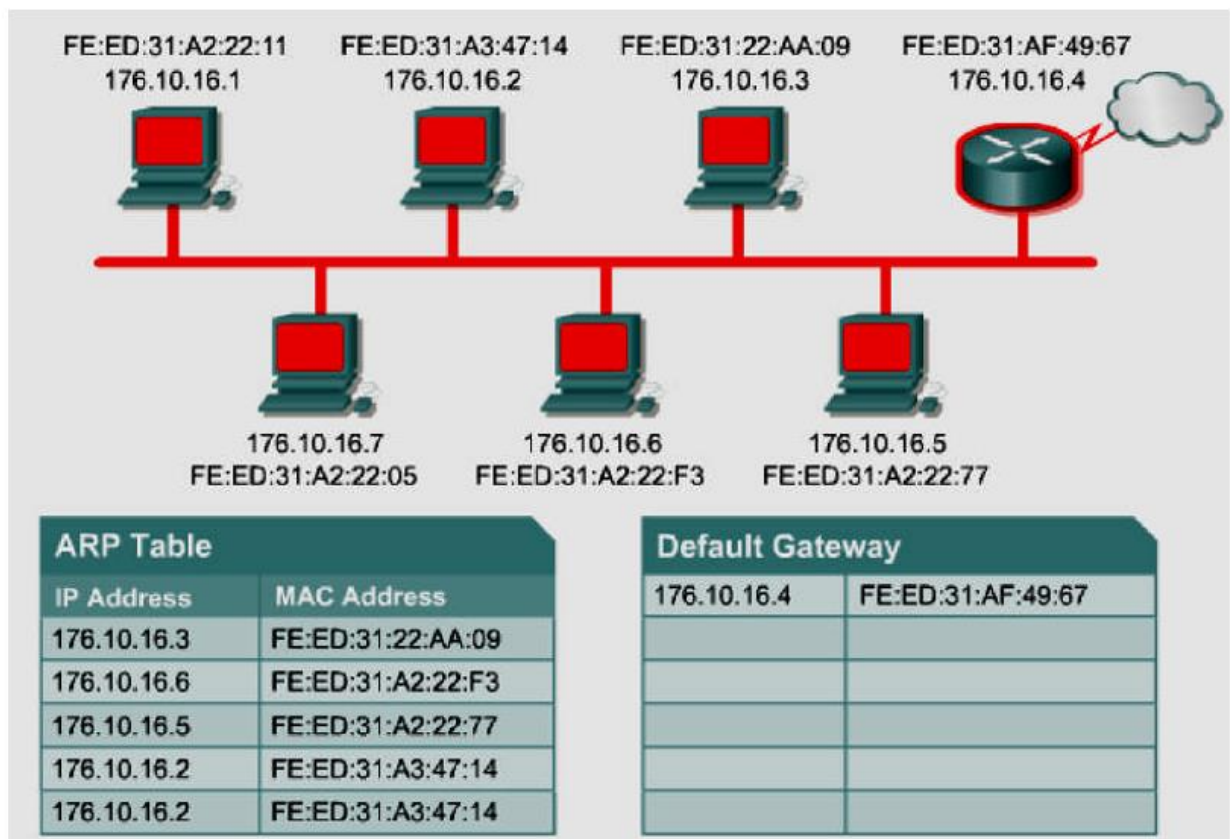 FE:ED:31:A2:22:11 FE:ED:31:A3:47:14 FE:ED:31:22:AA:09 FE:ED:31:AF:49:67
176.10.16.1 176.10.16.2 176.10.16.3 176.10.16.4
176.10.16.7 176.10.16.6 176.10.16.5
FE:ED:31:A2:22:05 FE:ED:31:A2:22:F3 FE:ED:31:A2:22:77
ARP Table
IP Address MAC Address
176.10.16.3 FE:ED:31:22:AA:09
176.10.16.6 FE:ED:31:A2:22:F3
176.10.16.5 FE:ED:31:A2:22:77
176.10.16.2 FE:ED:31:A3:47:14
176.10.16.2 FE:ED:31:A3:47:14
Default Gateway
176.10.16.4 FE:ED:31:AF:49:67